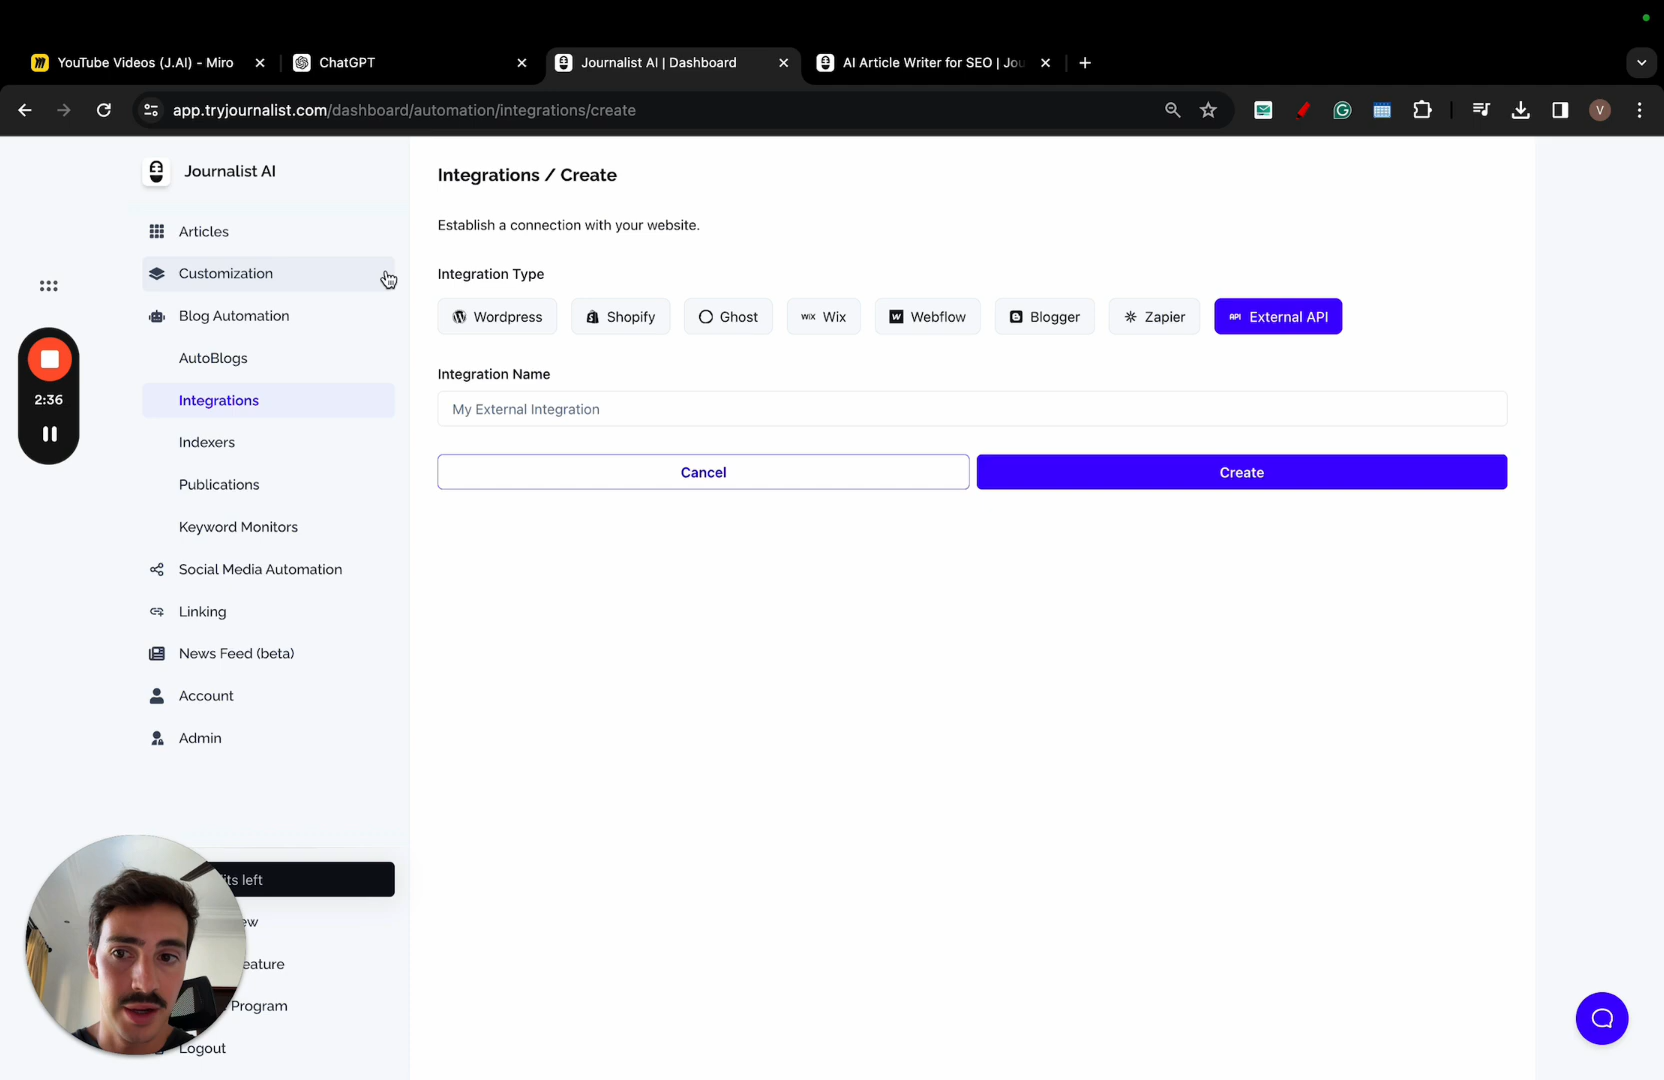 YouTube Videos (J.AI) - Miro
ChatGPT
Journalist AI | Dashboard
AI Article Writer for SEO | Jou
app.tryjournalist.com/dashboard/automation/integrations/create
V
Journalist AI
Articles
Customization
Blog Automation
AutoBlogs
Integrations
Indexers
Publications
Keyword Monitors
Social Media Automation
Linking
News Feed (beta)
Account
Admin
its left
ew
eature
Program
Logout
2:36
Integrations / Create
Establish a connection with your website.
Integration Type
Wordpress
Shopify
Ghost
WiX Wix
Webflow
Blogger
Zapier
API External API
Integration Name
My External Integration
Cancel
Create